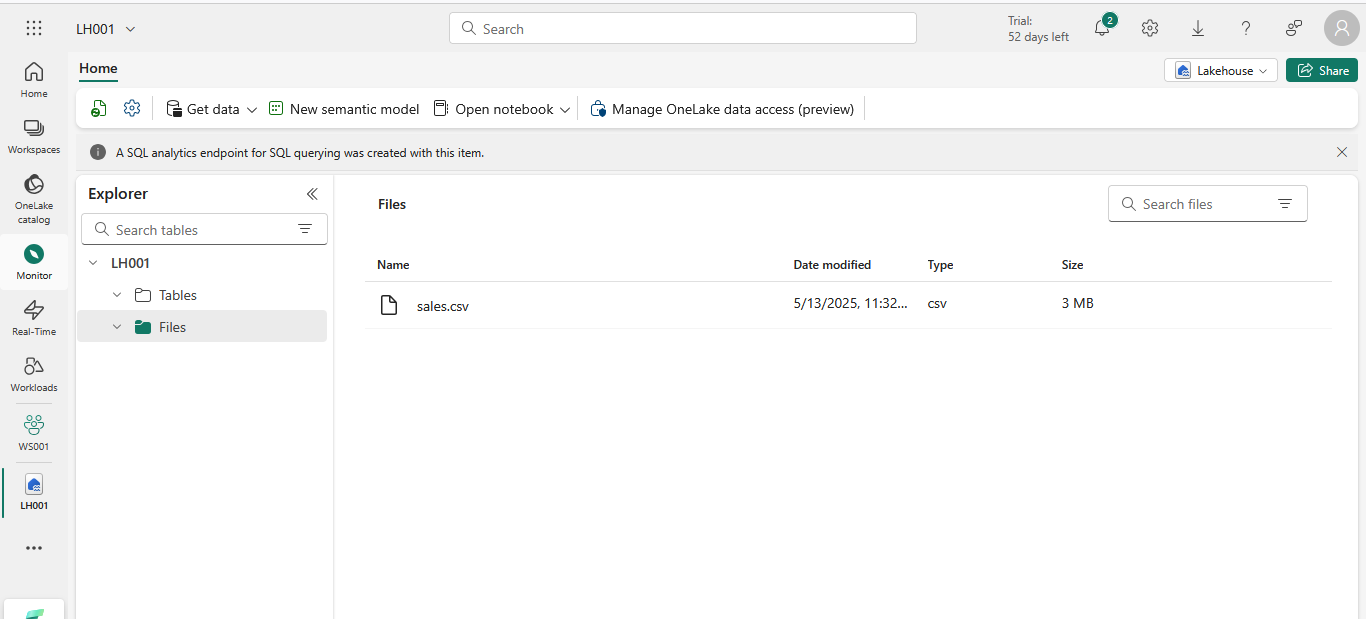 LH001
Search
Trial:
52 days left
2
Home
Home
Lakehouse
Share
Get data
New semantic model
Open notebook
Manage OneLake data access (preview)
A SQL analytics endpoint for SQL querying was created with this item.
Workspaces
OneLake
catalog
Monitor
Real-Time
Workloads
WS001
LH001
Explorer
Search tables
LH001
Tables
Files
Files
Search files
Name Date modified Type Size
sales.csv 5/13/2025, 11:32... csv 3 MB